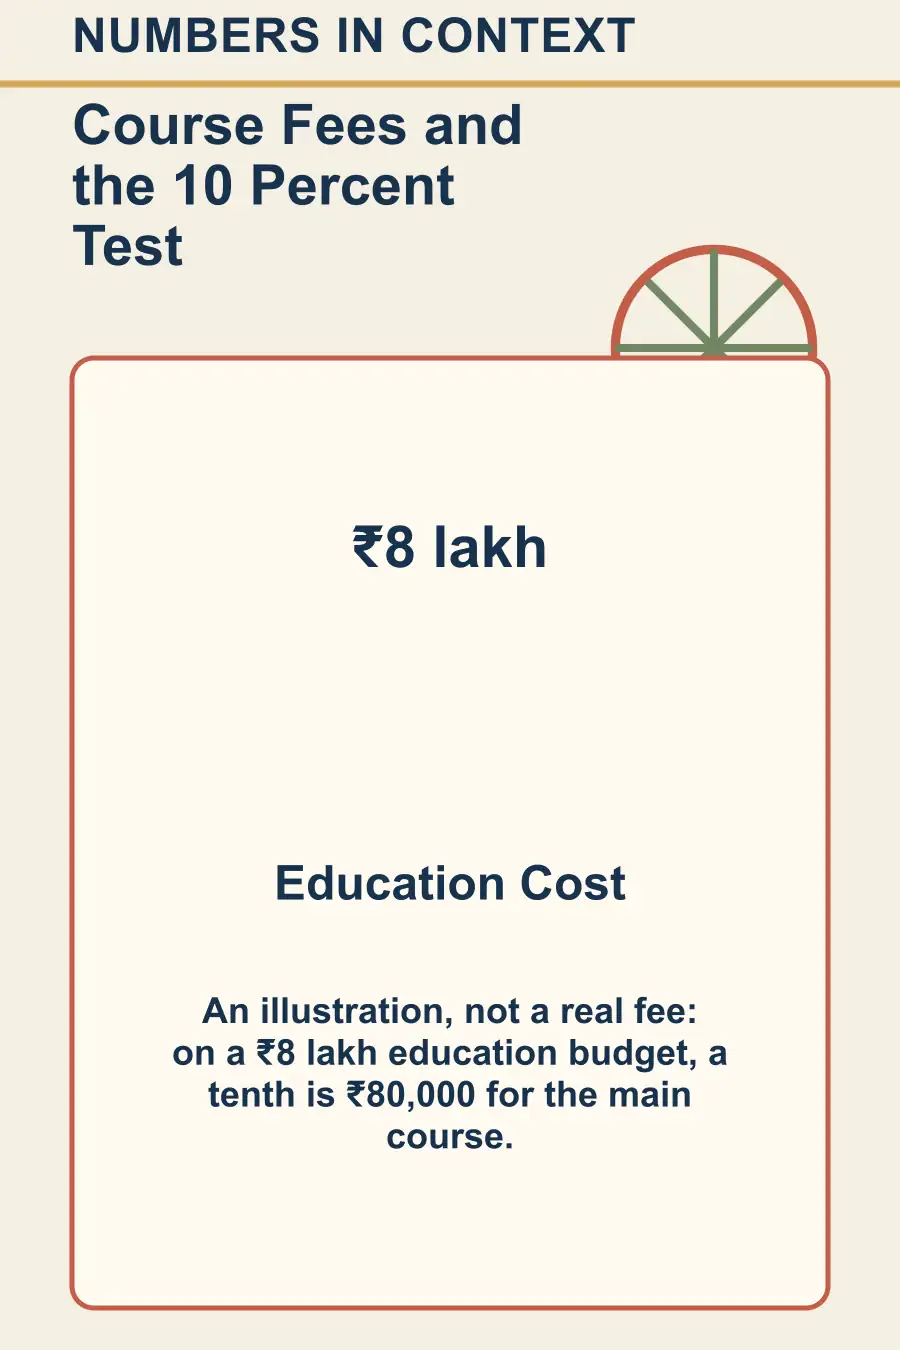 NUMBERS IN CONTEXT
Course Fees and
the 10 Percent
Test
₹8 lakh
Education Cost
An illustration, not a real fee:
on a ₹8 lakh education budget, a
tenth is ₹80,000 for the main
course.